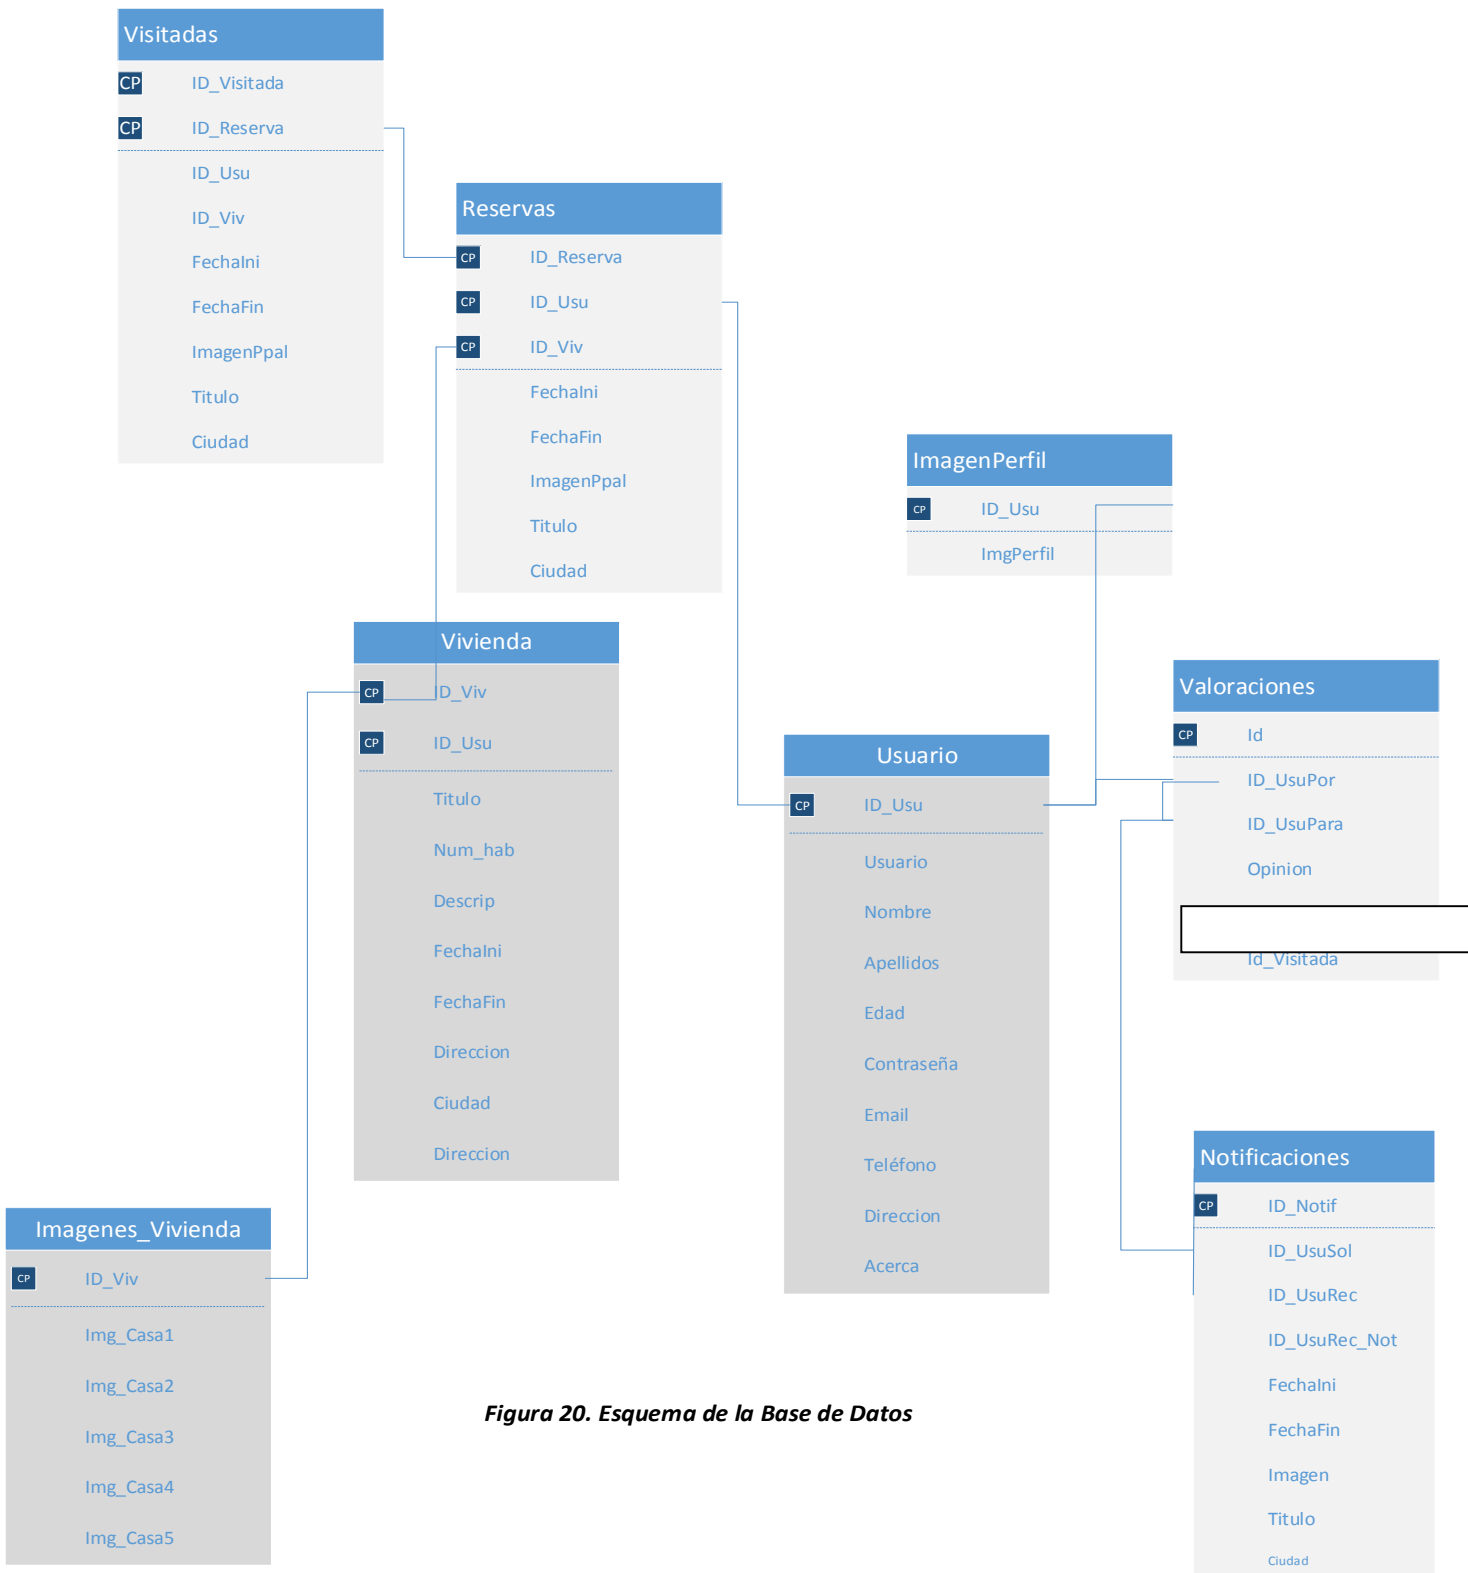 Visitadas
CP ID_Visitada
CP ID_Reserva
ID_Usu
ID_Viv
FechaIni
FechaFin
ImagenPpal
Titulo
Ciudad
Reservas
CP ID_Reserva
CP ID_Usu
CP ID_Viv
FechaIni
FechaFin
ImagenPpal
Titulo
Ciudad
ImagenPerfil
CP ID_Usu
ImgPerfil
Vivienda
CP ID_Viv
CP ID_Usu
Titulo
Num_hab
Descrip
FechaIni
FechaFin
Direccion
Ciudad
Direccion
Usuario
CP ID_Usu
Usuario
Nombre
Apellidos
Edad
Contraseña
Email
Teléfono
Direccion
Acerca
Valoraciones
CP Id
ID_UsuPor
ID_UsuPara
Opinion
Id_Visitada
Notificaciones
CP ID_Notif
ID_UsuSol
ID_UsuRec
ID_UsuRec_Not
FechaIni
FechaFin
Imagen
Titulo
Ciudad
Imagenes_Vivienda
CP ID_Viv
Img_Casa1
Img_Casa2
Img_Casa3
Img_Casa4
Img_Casa5
Figura 20. Esquema de la Base de Datos